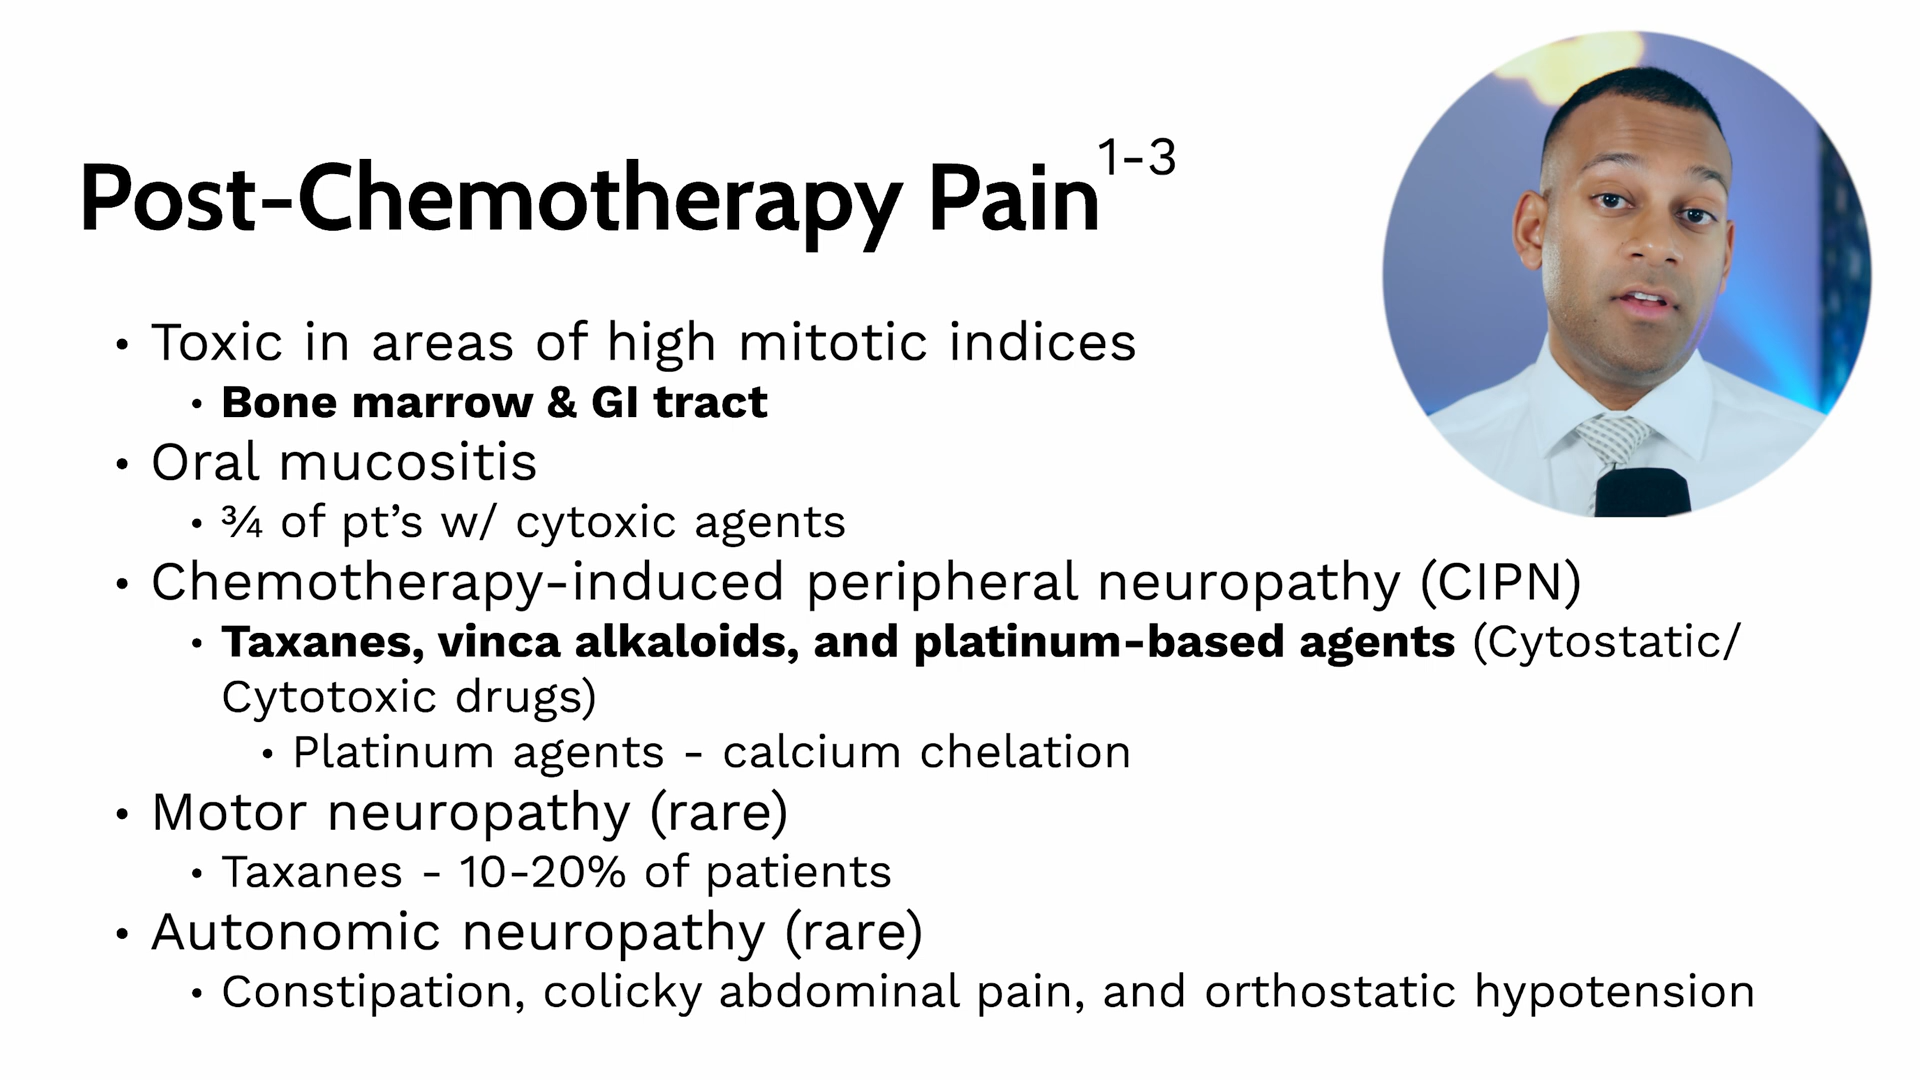 Post-Chemotherapy Pain1-3
• Toxic in areas of high mitotic indices
• Bone marrow & GI tract
• Oral mucositis
• ¾ of pt’s w/ cytoxic agents
• Chemotherapy-induced peripheral neuropathy (CIPN)
• Taxanes, vinca alkaloids, and platinum-based agents (Cytostatic/
Cytotoxic drugs)
• Platinum agents - calcium chelation
• Motor neuropathy (rare)
• Taxanes - 10-20% of patients
• Autonomic neuropathy (rare)
• Constipation, colicky abdominal pain, and orthostatic hypotension